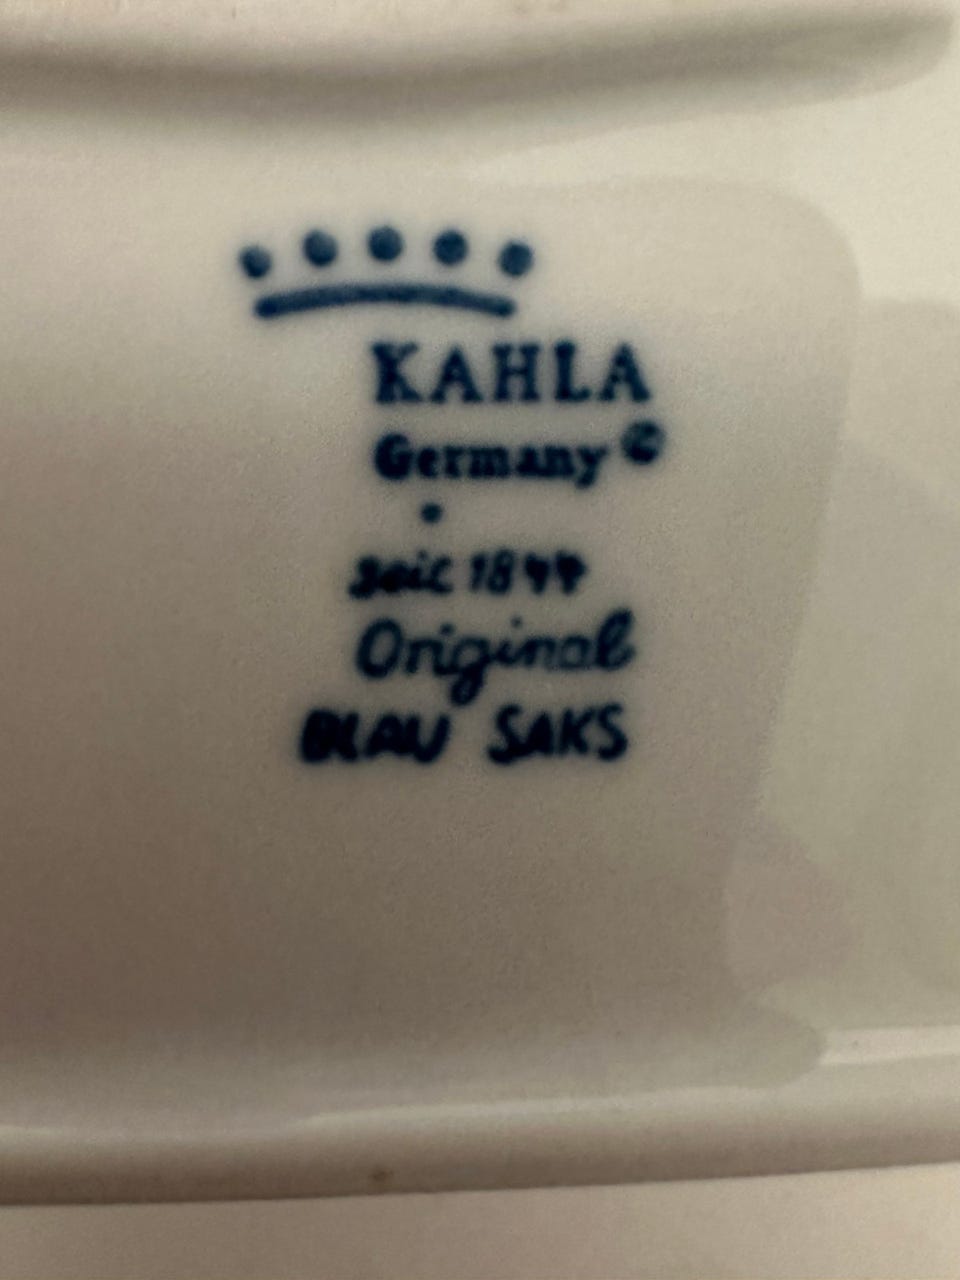 KAHLA
Germany ©
seit 1844
Original
BLAU SAKS